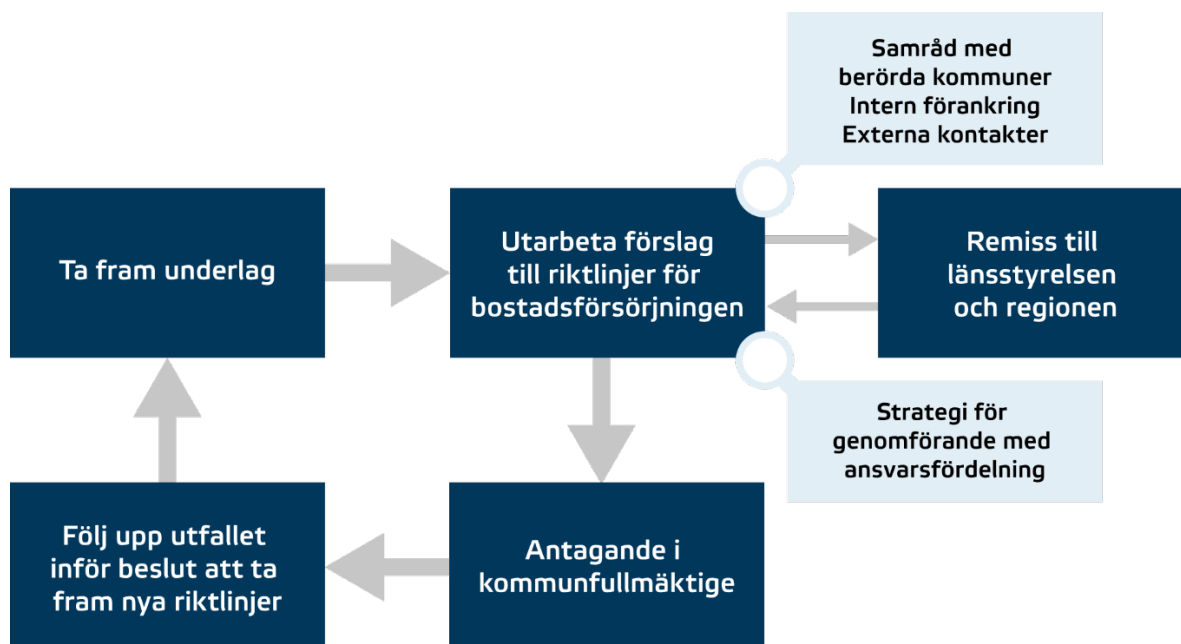 Samråd med
berörda kommuner
Intern förankring
Externa kontakter
Ta fram underlag
Utarbeta förslag
till riktlinjer för
bostadsförsörjningen
Remiss till
länsstyrelsen
och regionen
Strategi för
genomförande med
ansvarsfördelning
Följ upp utfallet
inför beslut att ta
fram nya riktlinjer
Antagande i
kommunfullmäktige